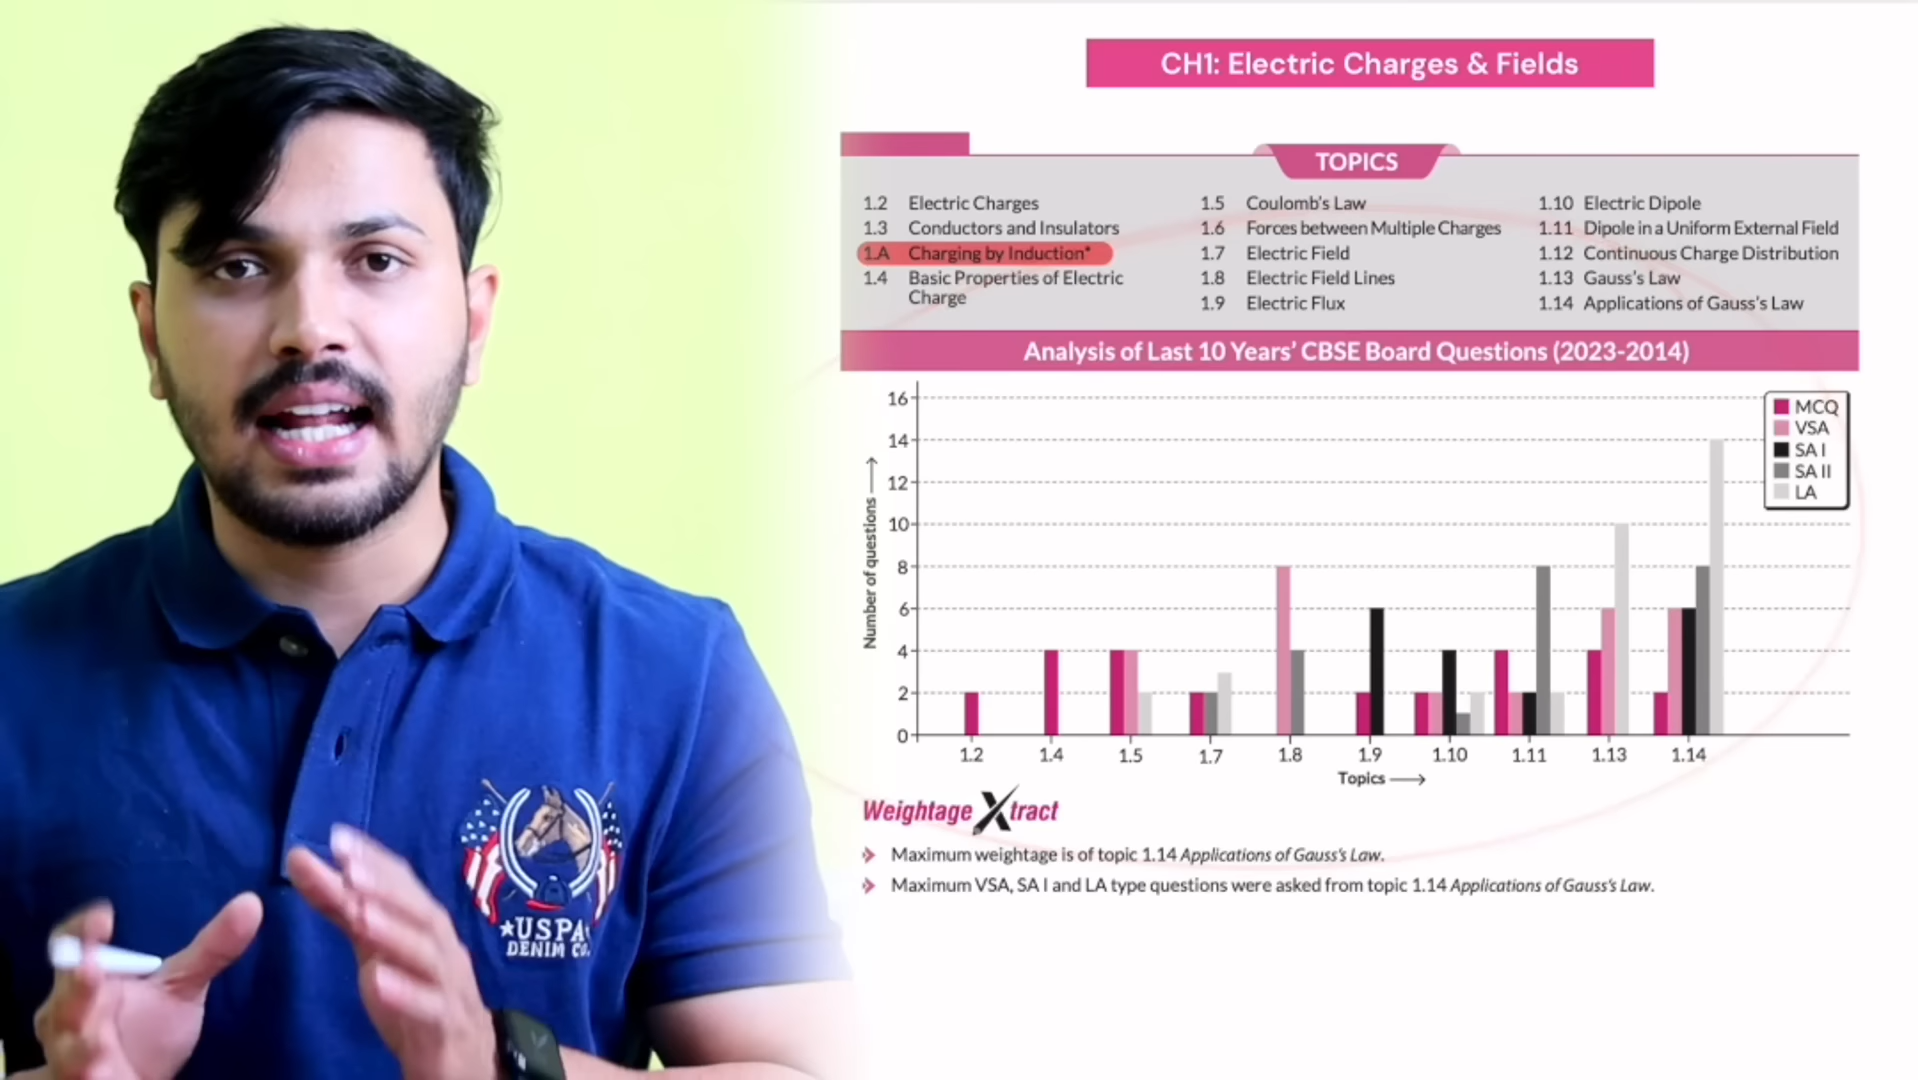 CH1: Electric Charges & Fields
TOPICS
1.2 Electric Charges
1.3 Conductors and Insulators
1.A Charging by Induction*
1.4 Basic Properties of Electric
Charge
1.5 Coulomb's Law
1.6 Forces between Multiple Charges
1.7 Electric Field
1.8 Electric Field Lines
1.9 Electric Flux
1.10 Electric Dipole
1.11 Dipole in a Uniform External Field
1.12 Continuous Charge Distribution
1.13 Gauss's Law
1.14 Applications of Gauss's Law
Analysis of Last 10 Years' CBSE Board Questions (2023-2014)
Number of questions
16
14
12
10
8
6
4
2
0
MCQ
VSA
SA I
SA II
LA
1.2 1.4 1.5 1.7 1.8 1.9 1.10 1.11 1.13 1.14
Topics
Weightage Xtract
Maximum weightage is of topic 1.14 Applications of Gauss's Law.
Maximum VSA, SA I and LA type questions were asked from topic 1.14 Applications of Gauss's Law.
USPA
DENIM CO.